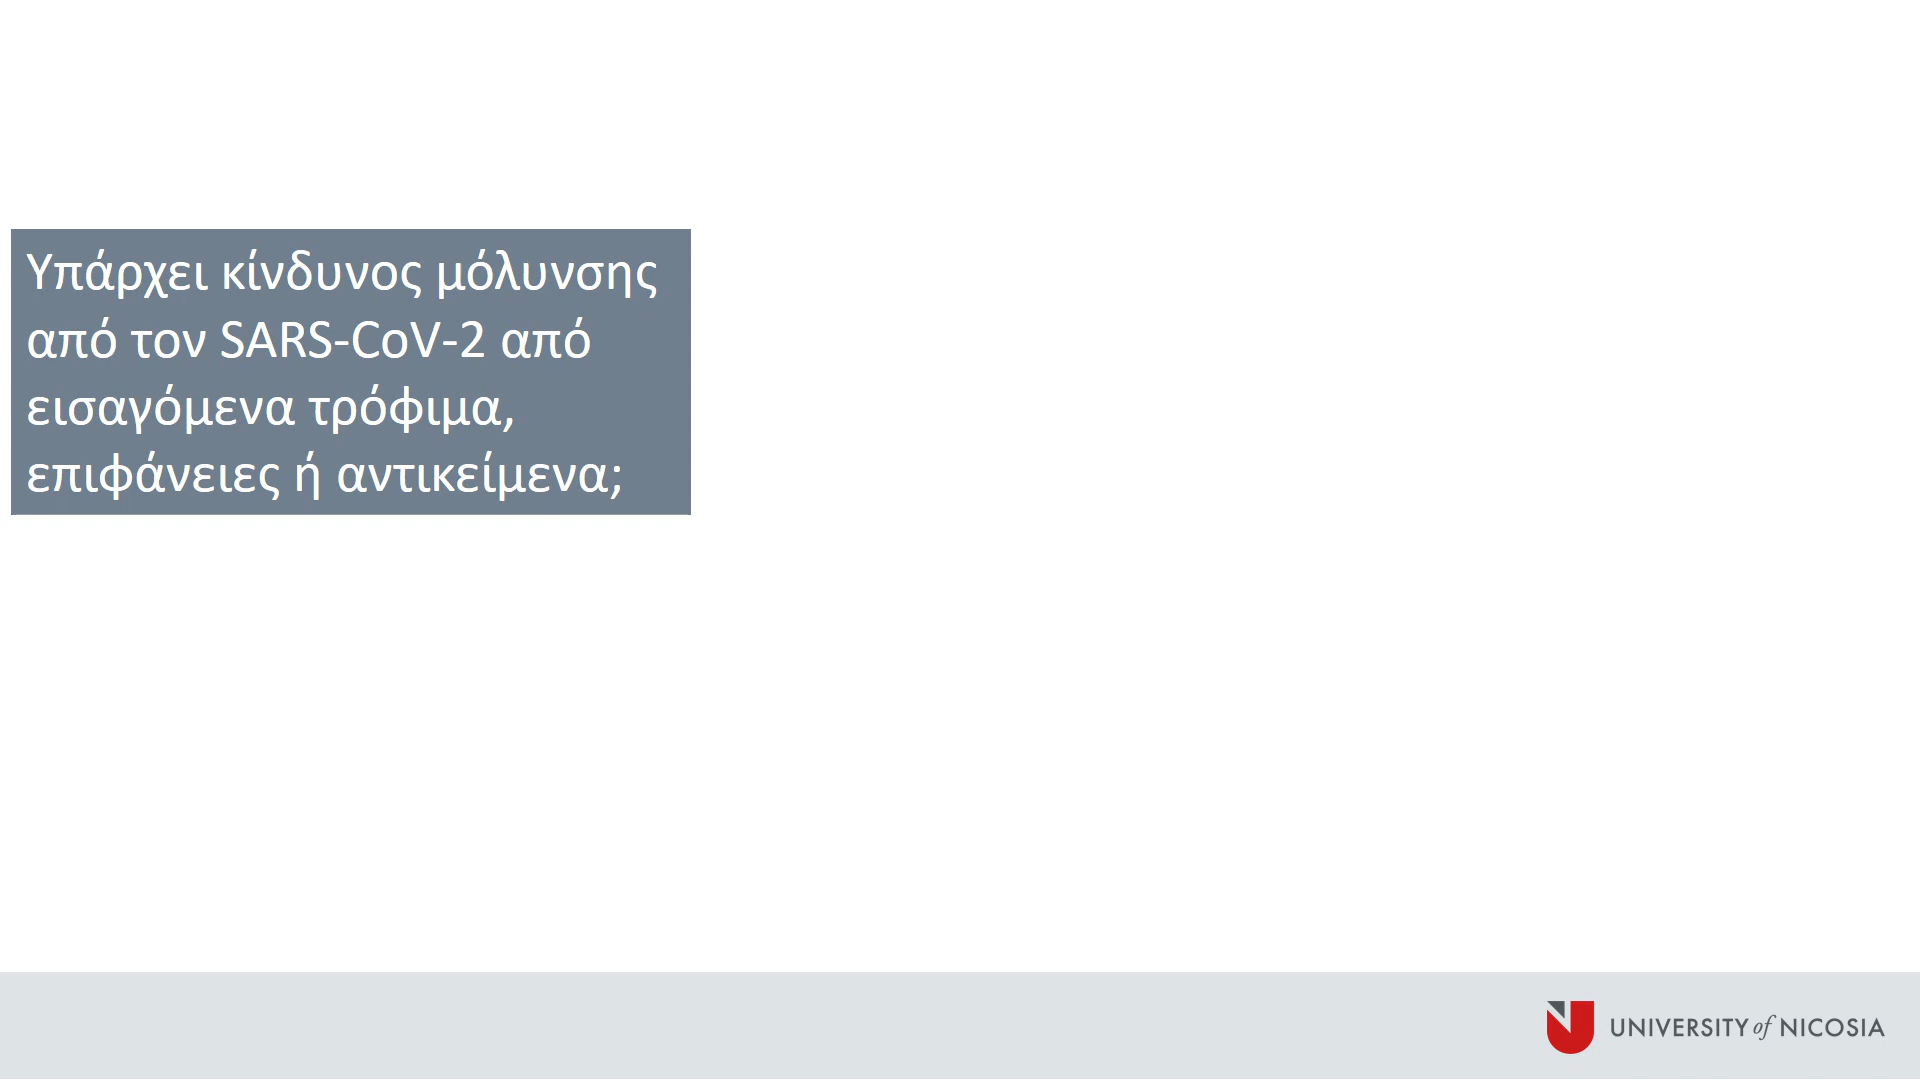 Υπάρχει κίνδυνος μόλυνσης
από τον SARS-CoV-2 από
εισαγόμενα τρόφιμα,
επιφάνειες ή αντικείμενα;
UNIVERSITY of NICOSIA